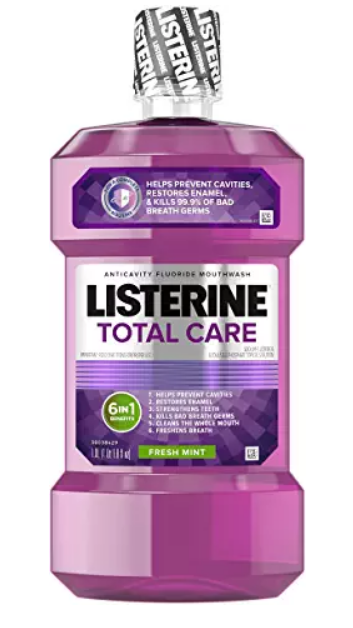 LISTERINE
HELPS PREVENT CAVITIES,
RESTORES ENAMEL,
& KILLS 99.9% OF BAD
BREATH GERMS
ANTICAVITY FLUORIDE MOUTHWASH
LISTERINE
TOTAL CARE
6 IN 1
BENEFITS
1. HELPS PREVENT CAVITIES
2. RESTORES ENAMEL
3. STRENGTHENS TEETH
4. KILLS BAD BREATH GERMS
5. CLEANS THE WHOLE MOUTH
6. FRESHENS BREATH
FRESH MINT